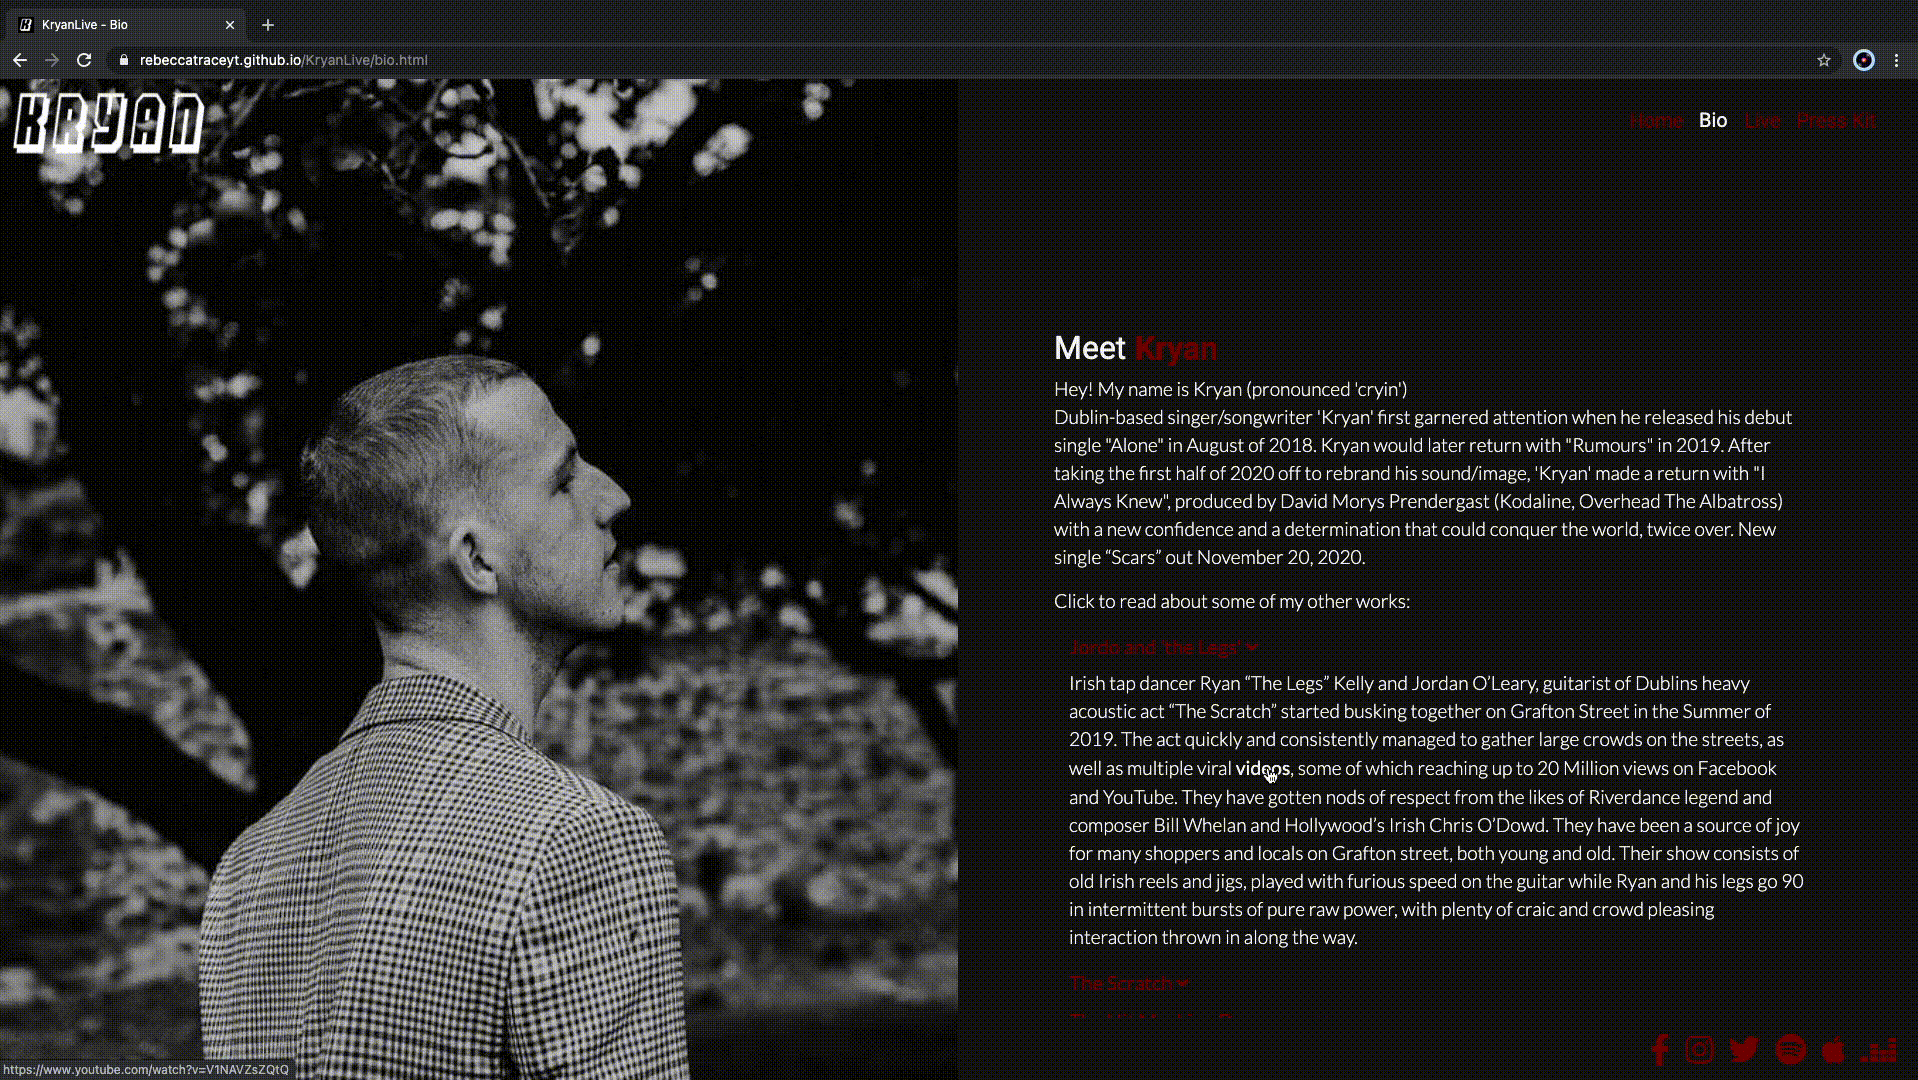 KryanLive - Bio
rebeccatraceyt.github.io/KryanLive/bio.html
KRYAN
Home Bio Live Press Kit
Meet Kryan
Hey! My name is Kryan (pronounced 'cryin')
Dublin-based singer/songwriter 'Kryan' first garnered attention when he released his debut
single "Alone" in August of 2018. Kryan would later return with "Rumours" in 2019. After
taking the first half of 2020 off to rebrand his sound/image, 'Kryan' made a return with "I
Always Knew", produced by David Morys Prendergast (Kodaline, Overhead The Albatross)
with a new confidence and a determination that could conquer the world, twice over. New
single “Scars” out November 20, 2020.
Click to read about some of my other works:
Jordo and 'the Legs'
Irish tap dancer Ryan “The Legs” Kelly and Jordan O’Leary, guitarist of Dublins heavy
acoustic act “The Scratch” started busking together on Grafton Street in the Summer of
2019. The act quickly and consistently managed to gather large crowds on the streets, as
well as multiple viral videos, some of which reaching up to 20 Million views on Facebook
and YouTube. They have gotten nods of respect from the likes of Riverdance legend and
composer Bill Whelan and Hollywood’s Irish Chris O’Dowd. They have been a source of joy
for many shoppers and locals on Grafton street, both young and old. Their show consists of
old Irish reels and jigs, played with furious speed on the guitar while Ryan and his legs go 90
in intermittent bursts of pure raw power, with plenty of craic and crowd pleasing
interaction thrown in along the way.
The Scratch
https://www.youtube.com/watch?v=V1NAVZsZQtQ